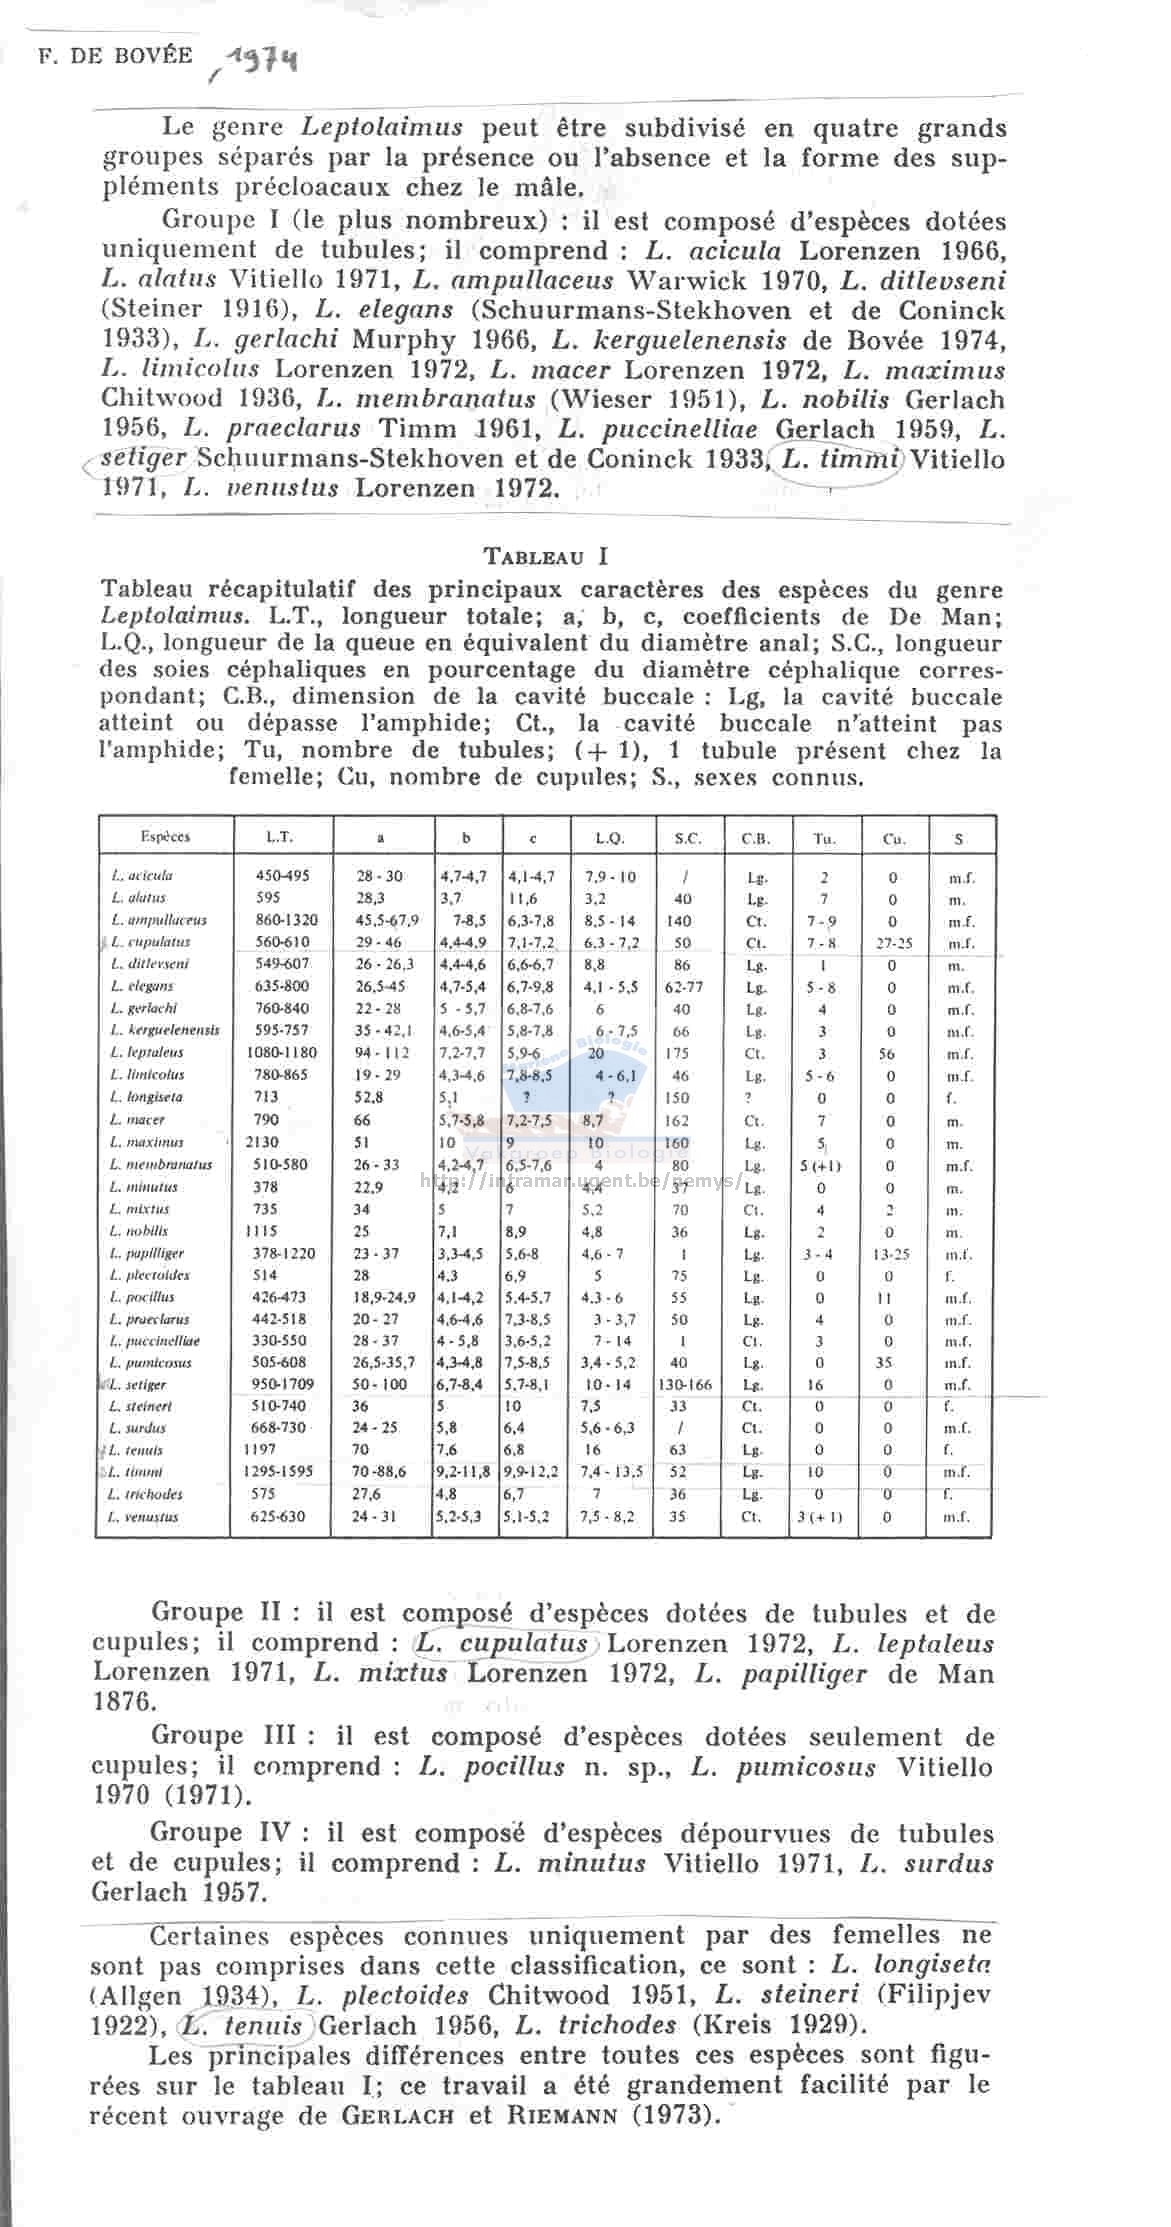 F. DE BOVÉE , 1974
Le genre Leptolaimus peut être subdivisé en quatre grands
groupes séparés par la présence ou l'absence et la forme des sup-
pléments précloacaux chez le mâle.
Groupe I (le plus nombreux) : il est composé d'espèces dotées
uniquement de tubules; il comprend : L. acicula Lorenzen 1966,
L. alatus Vitiello 1971, L. ampullaceus Warwick 1970, L. ditlevseni
(Steiner 1916), L. elegans (Schuurmans-Stekhoven et de Coninck
1933), L. gerlachi Murphy 1966, L. kerguelenensis de Bovée 1974,
L. limicolus Lorenzen 1972, L. macer Lorenzen 1972, L. maximus
Chitwood 1936, L. membranatus (Wieser 1951), L. nobilis Gerlach
1956, L. praeclarus Timm 1961, L. puccinelliae Gerlach 1959, L.
setiger Schuurmans-Stekhoven et de Coninck 1933, L. timmi Vitiello
1971, L. venustus Lorenzen 1972.
TABLEAU I
Tableau récapitulatif des principaux caractères des espèces du genre
Leptolaimus. L.T., longueur totale; a, b, c, coefficients de De Man;
L.Q., longueur de la queue en équivalent du diamètre anal; S.C., longueur
des soies céphaliques en pourcentage du diamètre céphalique corres-
pondant; C.B., dimension de la cavité buccale : Lg, la cavité buccale
atteint ou dépasse l'amphide; Ct., la cavité buccale n'atteint pas
l'amphide; Tu, nombre de tubules; (+ 1), 1 tubule présent chez la
femelle; Cu, nombre de cupules; S., sexes connus.
Espèces L.T. a b c L.Q. S.C. C.B. Tu. Cu. S
L. acicula 450-495 28 - 30 4,7-4,7 4,1-4,7 7,9 - 10 / Lg. 2 0 m.f.
L. alatus 595 28,3 3,7 11,6 3,2 40 Lg. 7 0 m.
L. ampullaceus 860-1320 45,5-67,9 7-8,5 6,3-7,8 8,5 - 14 140 Ct. 7 - 9 0 m.f.
L. cupulatus 560-610 29 - 46 4,4-4,9 7,1-7,2 6,3 - 7,2 50 Ct. 7 - 8 27-25 m.f.
L. ditlevseni 549-607 26 - 26,3 4,4-4,6 6,6-6,7 8,8 86 Lg. 1 0 m.
L. elegans 635-800 26,5-45 4,7-5,4 6,7-9,8 4,1 - 5,5 62-77 Lg. 5 - 8 0 m.f.
L. gerlachi 760-840 22 - 28 5 - 5,7 6,8-7,6 6 40 Lg. 4 0 m.f.
L. kerguelenensis 595-757 35 - 42,1 4,6-5,4 5,8-7,8 6 - 7,5 66 Lg. 3 0 m.f.
L. leptaleus 1080-1180 94 - 112 7,2-7,7 5,9-6 20 175 Ct. 3 56 m.f.
L. limicolus 780-865 19 - 29 4,3-4,6 7,8-8,5 4 - 6,1 46 Lg. 5 - 6 0 m.f.
L. longiseta 713 52,8 5,1 ? ? 150 ? 0 0 f.
L. macer 790 66 5,7-5,8 7,2-7,5 8,7 162 Ct. 7 0 m.
L. maximus 2130 51 10 9 10 160 Lg. 5 0 m.
Vakgroep Biologie
L. membranatus 510-580 26 - 33 4,2-4,7 6,5-7,6 4 80 Lg. 5 (+1) 0 m.f.
http://intramar.ugent.be/nemys/
L. minutus 378 22,9 4,2 6 4,4 37 Lg. 0 0 m.
L. mixtus 735 34 5 7 5,2 70 Ct. 4 2 m.
L. nobilis 1115 25 7,1 8,9 4,8 36 Lg. 2 0 m.
L. papilliger 378-1220 23 - 37 3,3-4,5 5,6-8 4,6 - 7 1 Lg. 3 - 4 13-25 m.f.
L. plectoides 514 28 4,3 6,9 5 75 Lg. 0 0 f.
L. pocillus 426-473 18,9-24,9 4,1-4,2 5,4-5,7 4,3 - 6 55 Lg. 0 11 m.f.
L. praeclarus 442-518 20 - 27 4,6-4,6 7,3-8,5 3 - 3,7 50 Lg. 4 0 m.f.
L. puccinelliae 330-550 28 - 37 4 - 5,8 3,6-5,2 7 - 14 1 Ct. 3 0 m.f.
L. pumicosus 505-608 26,5-35,7 4,3-4,8 7,5-8,5 3,4 - 5,2 40 Lg. 0 35 m.f.
L. setiger 950-1709 50 - 100 6,7-8,4 5,7-8,1 10 - 14 130-166 Lg. 16 0 m.f.
L. steineri 510-740 36 5 10 7,5 33 Ct. 0 0 f.
L. surdus 668-730 24 - 25 5,8 6,4 5,6 - 6,3 / Ct. 0 0 m.f.
L. tenuis 1197 70 7,6 6,8 16 63 Lg. 0 0 f.
L. timmi 1295-1595 70 -88,6 9,2-11,8 9,9-12,2 7,4 - 13,5 52 Lg. 10 0 m.f.
L. trichodes 575 27,6 4,8 6,7 7 36 Lg. 0 0 f.
L. venustus 625-630 24 - 31 5,2-5,3 5,1-5,2 7,5 - 8,2 35 Ct. 3 (+ 1) 0 m.f.
Groupe II : il est composé d'espèces dotées de tubules et de
cupules; il comprend : L. cupulatus Lorenzen 1972, L. leptaleus
Lorenzen 1971, L. mixtus Lorenzen 1972, L. papilliger de Man
1876.
Groupe III : il est composé d'espèces dotées seulement de
cupules; il comprend : L. pocillus n. sp., L. pumicosus Vitiello
1970 (1971).
Groupe IV : il est composé d'espèces dépourvues de tubules
et de cupules; il comprend : L. minutus Vitiello 1971, L. surdus
Gerlach 1957.
Certaines espèces connues uniquement par des femelles ne
sont pas comprises dans cette classification, ce sont : L. longiseta
(Allgen 1934), L. plectoides Chitwood 1951, L. steineri (Filipjev
1922), L. tenuis Gerlach 1956, L. trichodes (Kreis 1929).
Les principales différences entre toutes ces espèces sont figu-
rées sur le tableau I; ce travail a été grandement facilité par le
récent ouvrage de GERLACH et RIEMANN (1973).